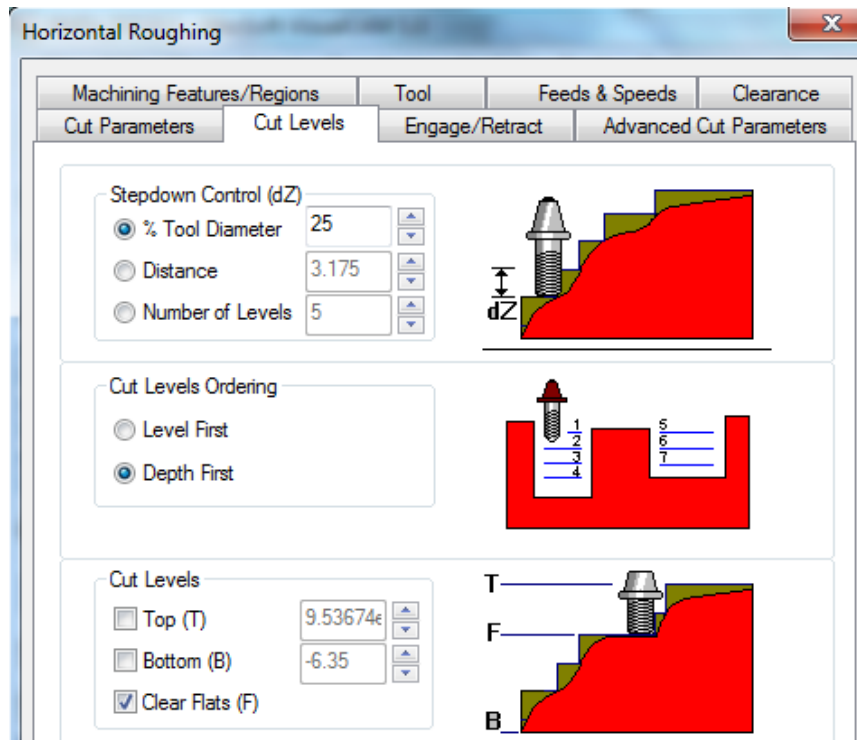 Horizontal Roughing
Machining Features/Regions Tool Feeds & Speeds Clearance
Cut Parameters Cut Levels Engage/Retract Advanced Cut Parameters
Stepdown Control (dZ)
% Tool Diameter 25
Distance 3.175
Number of Levels 5
dZ
Cut Levels Ordering
Level First
Depth First
1 5
2 6
3 7
4
Cut Levels
Top (T) 9.53674e
Bottom (B) -6.35
Clear Flats (F)
T
F
B